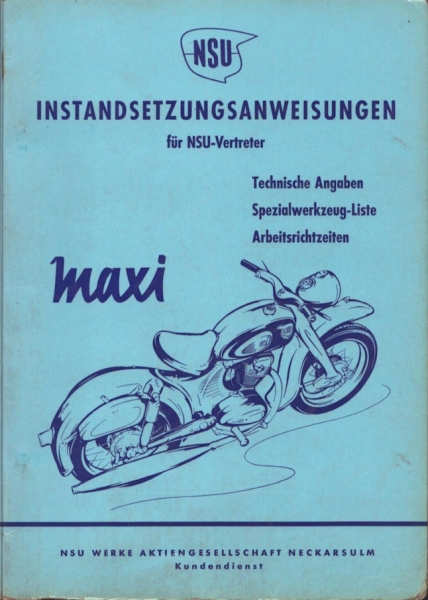 NSU
INSTANDSETZUNGSANWEISUNGEN
für NSU-Vertreter
Technische Angaben
Spezialwerkzeug-Liste
Arbeitsrichtzeiten
maxi
NSU WERKE AKTIENGESELLSCHAFT NECKARSULM
Kundendienst